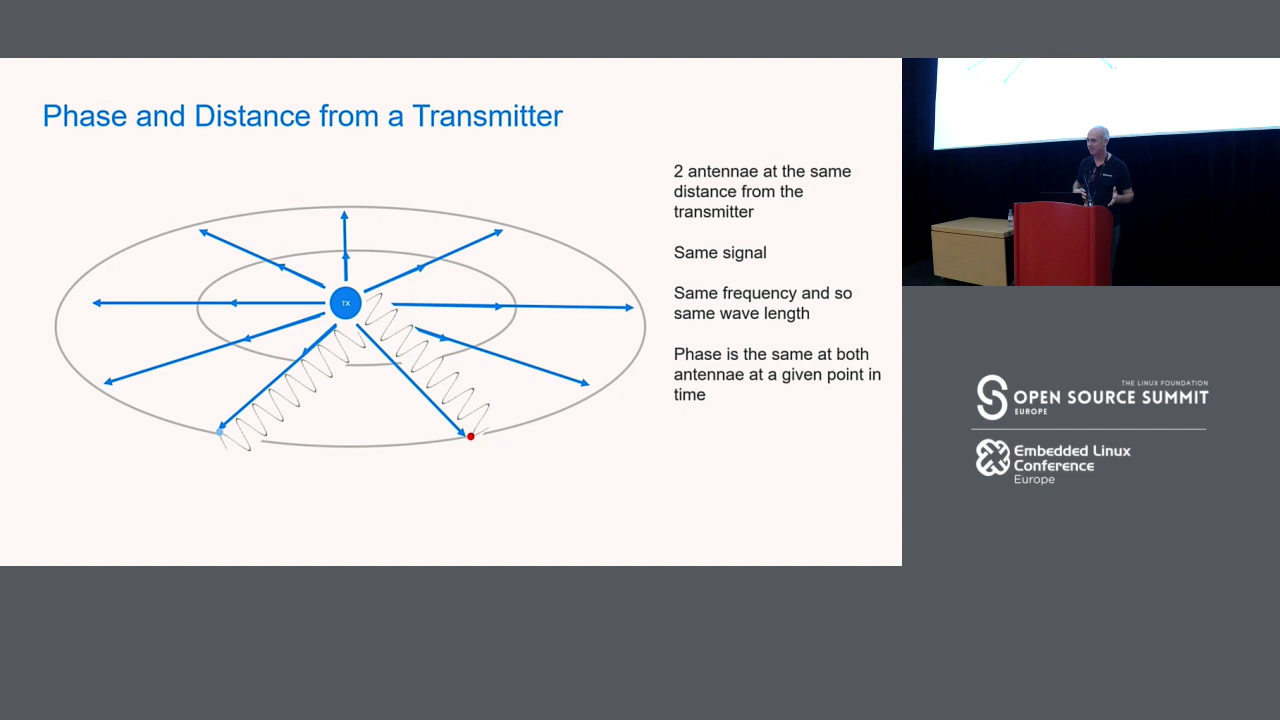 Phase and Distance from a Transmitter
2 antennae at the same
distance from the
transmitter
Same signal
Same frequency and so
same wave length
Phase is the same at both
antennae at a given point in
time
TX
THE LINUX FOUNDATION
OPEN SOURCE SUMMIT
EUROPE
Embedded Linux
Conference
Europe